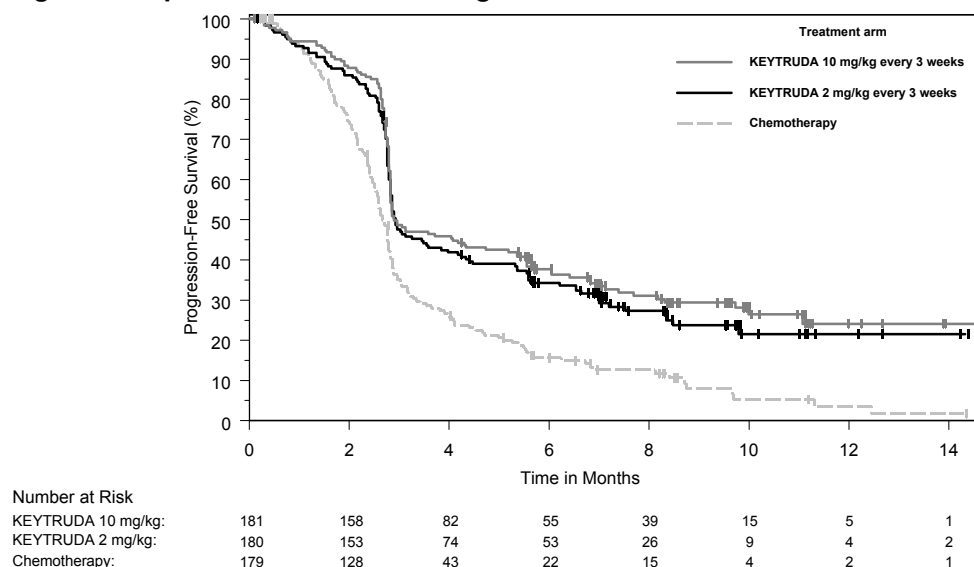 100
90
80
70
60
50
40
30
20
10
0
Progression-Free Survival (%)
Treatment arm
KEYTRUDA 10 mg/kg every 3 weeks
KEYTRUDA 2 mg/kg every 3 weeks
Chemotherapy
0 2 4 6 8 10 12 14
Time in Months
Number at Risk
KEYTRUDA 10 mg/kg: 181 158 82 55 39 15 5 1
KEYTRUDA 2 mg/kg: 180 153 74 53 26 9 4 2
Chemotherapy: 179 128 43 22 15 4 2 1